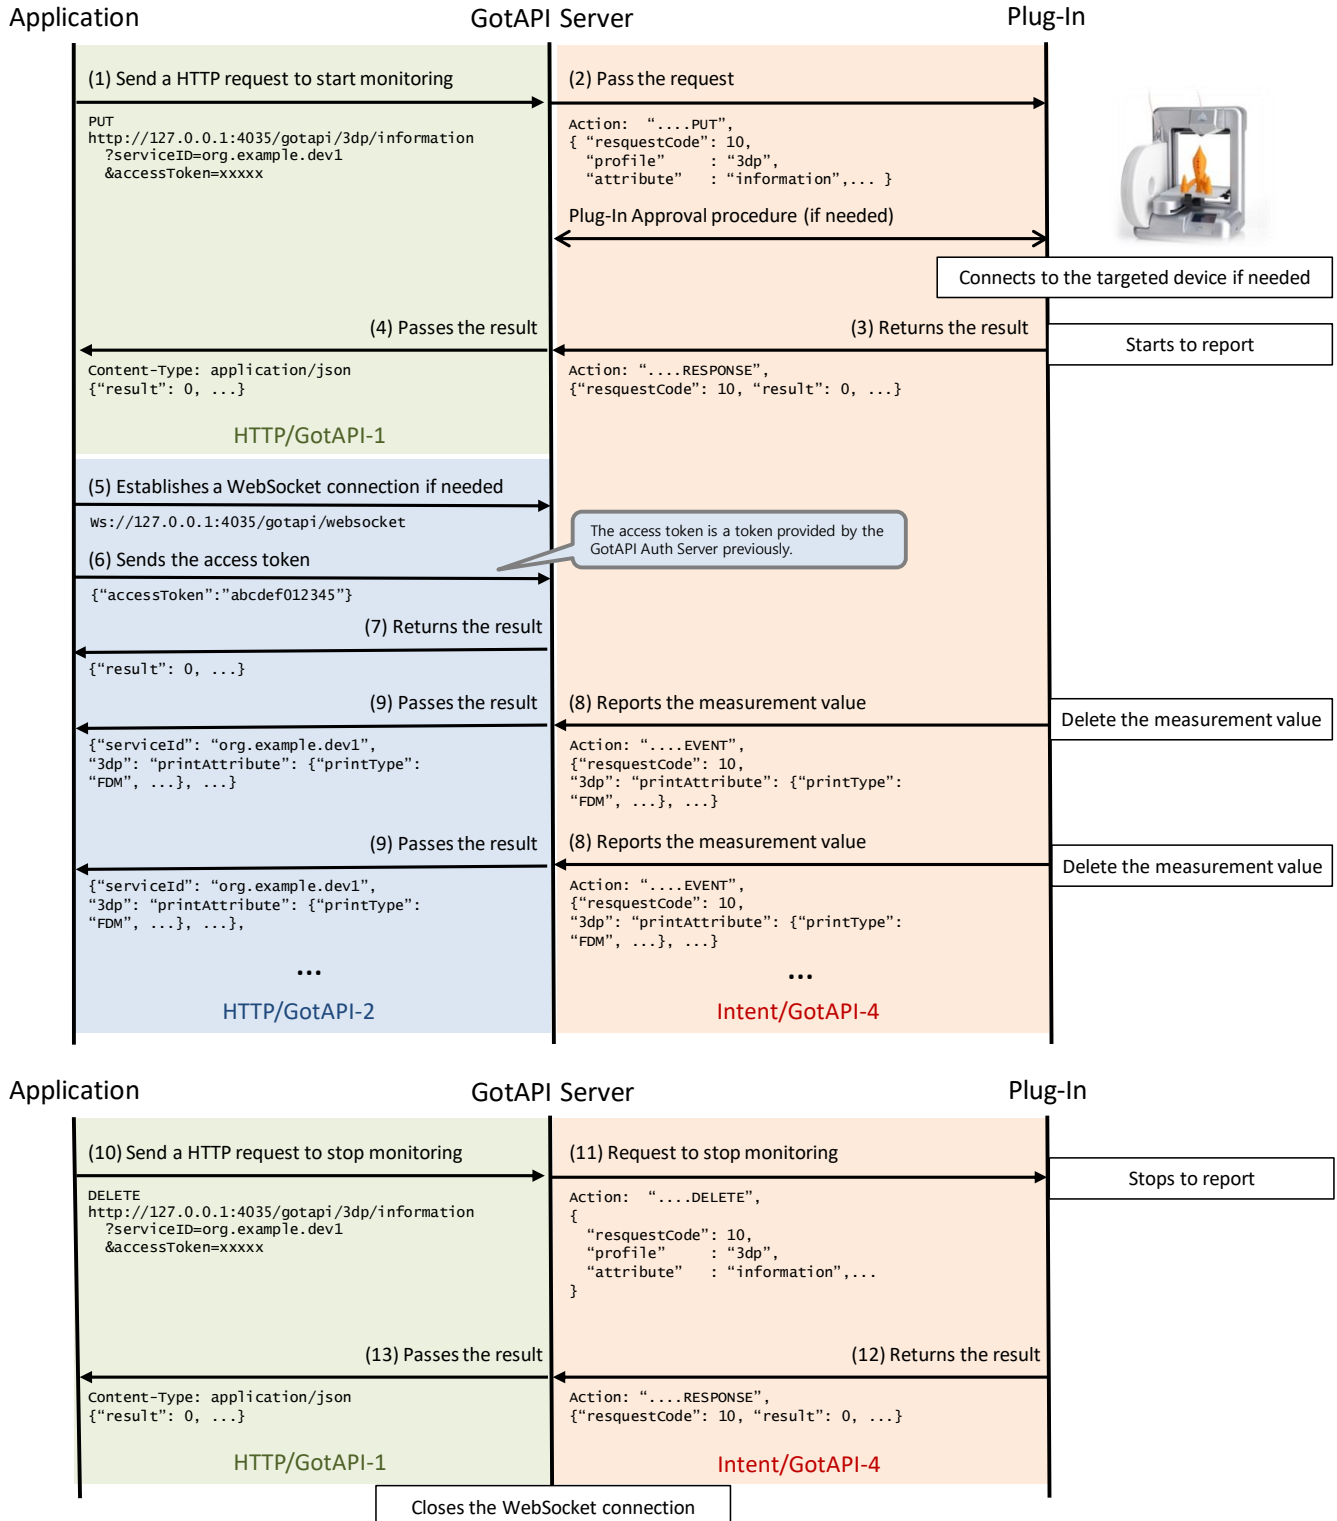 Application GotAPI Server Plug-In
(1) Send a HTTP request to start monitoring
PUT
http://127.0.0.1:4035/gotapi/3dp/information
?serviceID=org.example.dev1
&accessToken=xxxxx
(2) Pass the request
Action: “....PUT”,
{ “resquestCode”: 10,
“profile” : “3dp”,
“attribute” : “information”,... }
Plug-In Approval procedure (if needed)
Connects to the targeted device if needed
(4) Passes the result
Content-Type: application/json
{“result”: 0, ...}
(3) Returns the result
Action: “....RESPONSE”,
{“resquestCode”: 10, “result”: 0, ...}
Starts to report
HTTP/GotAPI-1
(5) Establishes a WebSocket connection if needed
Ws://127.0.0.1:4035/gotapi/websocket
The access token is a token provided by the
GotAPI Auth Server previously.
(6) Sends the access token
{“accessToken”:”abcdef012345”}
(7) Returns the result
{“result”: 0, ...}
(9) Passes the result
{“serviceId”: “org.example.dev1”,
“3dp”: “printAttribute”: {“printType”:
“FDM”, ...}, ...}
(8) Reports the measurement value
Action: “....EVENT”,
{“resquestCode”: 10,
“3dp”: “printAttribute”: {“printType”:
“FDM”, ...}, ...}
Delete the measurement value
(9) Passes the result
{“serviceId”: “org.example.dev1”,
“3dp”: “printAttribute”: {“printType”:
“FDM”, ...}, ...},
(8) Reports the measurement value
Action: “....EVENT”,
{“resquestCode”: 10,
“3dp”: “printAttribute”: {“printType”:
“FDM”, ...}, ...}
Delete the measurement value
... ...
HTTP/GotAPI-2 Intent/GotAPI-4
Application GotAPI Server Plug-In
(10) Send a HTTP request to stop monitoring
DELETE
http://127.0.0.1:4035/gotapi/3dp/information
?serviceID=org.example.dev1
&accessToken=xxxxx
(11) Request to stop monitoring
Action: “....DELETE”,
{
“resquestCode”: 10,
“profile” : “3dp”,
“attribute” : “information”,...
}
Stops to report
(13) Passes the result
Content-Type: application/json
{“result”: 0, ...}
(12) Returns the result
Action: “....RESPONSE”,
{“resquestCode”: 10, “result”: 0, ...}
HTTP/GotAPI-1 Intent/GotAPI-4
Closes the WebSocket connection